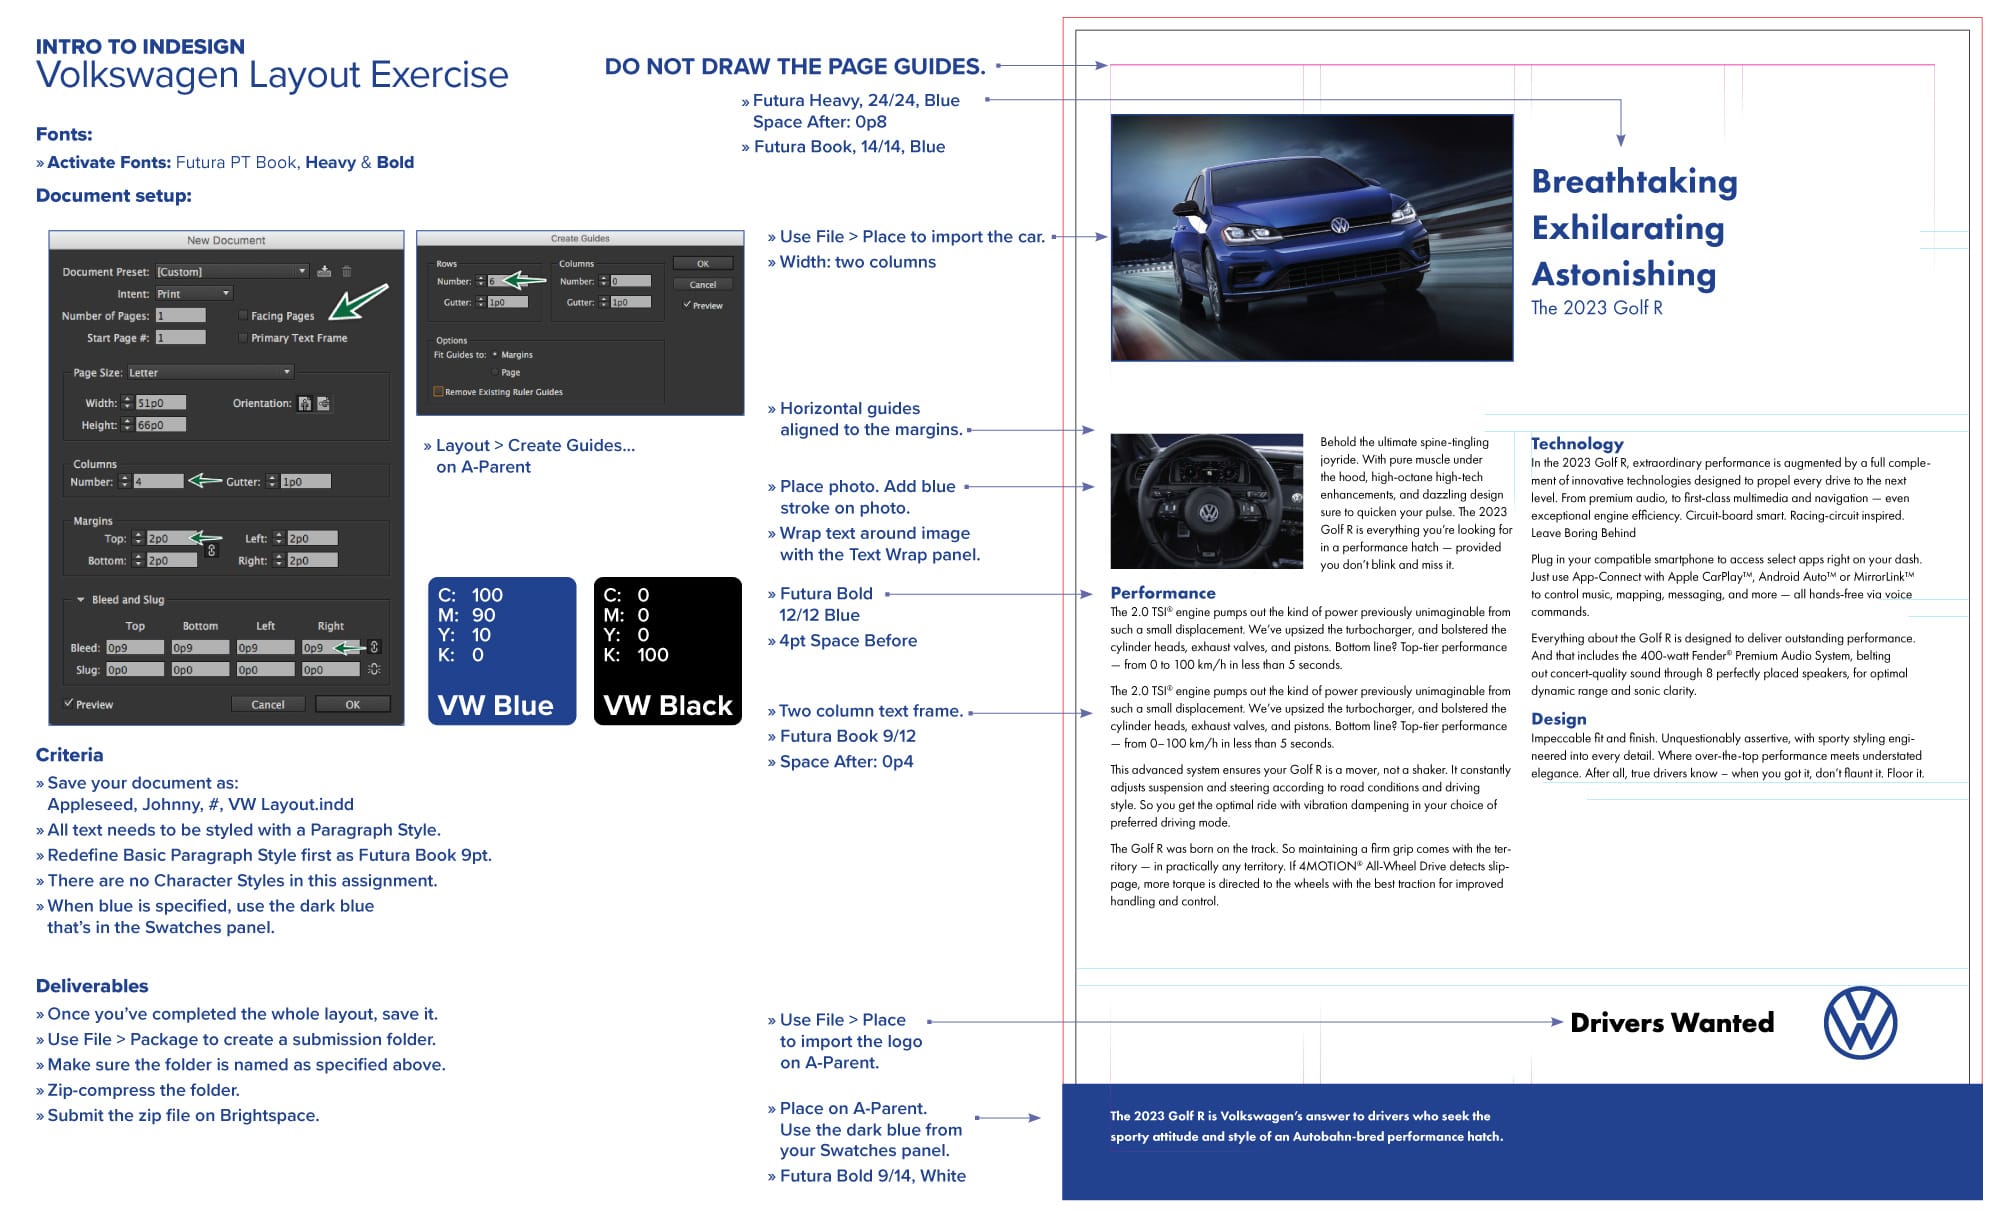 INTRO TO INDESIGN
Volkswagen Layout Exercise
Fonts:
» Activate Fonts: Futura PT Book, Heavy & Bold
Document setup:
New Document
Document Preset: [Custom]
Intent: Print
Number of Pages: 1
Facing Pages
Start Page #: 1
Primary Text Frame
Page Size: Letter
Width: 51p0
Orientation:
Height: 66p0
Columns
Number: 4
Gutter: 1p0
Margins
Top: 2p0
Left: 2p0
Bottom: 2p0
Right: 2p0
Bleed and Slug
Top Bottom Left Right
Bleed: 0p9 0p9 0p9 0p9
Slug: 0p0 0p0 0p0 0p0
Preview
Cancel
OK
Create Guides
Rows
Number: 6
Gutter: 1p0
Columns
Number: 0
Gutter: 1p0
OK
Cancel
Preview
Options
Fit Guides to: Margins
Page
Remove Existing Ruler Guides
» Layout > Create Guides...
on A-Parent
C: 100
M: 90
Y: 10
K: 0
VW Blue
C: 0
M: 0
Y: 0
K: 100
VW Black
Criteria
» Save your document as:
Appleseed, Johnny, #, VW Layout.indd
» All text needs to be styled with a Paragraph Style.
» Redefine Basic Paragraph Style first as Futura Book 9pt.
» There are no Character Styles in this assignment.
» When blue is specified, use the dark blue
that's in the Swatches panel.
Deliverables
» Once you've completed the whole layout, save it.
» Use File > Package to create a submission folder.
» Make sure the folder is named as specified above.
» Zip-compress the folder.
» Submit the zip file on Brightspace.
DO NOT DRAW THE PAGE GUIDES.
» Futura Heavy, 24/24, Blue
Space After: 0p8
» Futura Book, 14/14, Blue
» Use File > Place to import the car.
» Width: two columns
» Horizontal guides
aligned to the margins.
» Place photo. Add blue
stroke on photo.
» Wrap text around image
with the Text Wrap panel.
» Futura Bold
12/12 Blue
» 4pt Space Before
» Two column text frame.
» Futura Book 9/12
» Space After: 0p4
» Use File > Place
to import the logo
on A-Parent.
» Place on A-Parent.
Use the dark blue from
your Swatches panel.
» Futura Bold 9/14, White
Breathtaking
Exhilarating
Astonishing
The 2023 Golf R
Behold the ultimate spine-tingling
joyride. With pure muscle under
the hood, high-octane high-tech
enhancements, and dazzling design
sure to quicken your pulse. The 2023
Golf R is everything you're looking for
in a performance hatch — provided
you don't blink and miss it.
Performance
The 2.0 TSI® engine pumps out the kind of power previously unimaginable from
such a small displacement. We've upsized the turbocharger, and bolstered the
cylinder heads, exhaust valves, and pistons. Bottom line? Top-tier performance
— from 0 to 100 km/h in less than 5 seconds.
The 2.0 TSI® engine pumps out the kind of power previously unimaginable from
such a small displacement. We've upsized the turbocharger, and bolstered the
cylinder heads, exhaust valves, and pistons. Bottom line? Top-tier performance
— from 0–100 km/h in less than 5 seconds.
This advanced system ensures your Golf R is a mover, not a shaker. It constantly
adjusts suspension and steering according to road conditions and driving
style. So you get the optimal ride with vibration dampening in your choice of
preferred driving mode.
The Golf R was born on the track. So maintaining a firm grip comes with the ter-
ritory — in practically any territory. If 4MOTION® All-Wheel Drive detects slip-
page, more torque is directed to the wheels with the best traction for improved
handling and control.
Technology
In the 2023 Golf R, extraordinary performance is augmented by a full comple-
ment of innovative technologies designed to propel every drive to the next
level. From premium audio, to first-class multimedia and navigation — even
exceptional engine efficiency. Circuit-board smart. Racing-circuit inspired.
Leave Boring Behind
Plug in your compatible smartphone to access select apps right on your dash.
Just use App-Connect with Apple CarPlay™, Android Auto™ or MirrorLink™
to control music, mapping, messaging, and more — all hands-free via voice
commands.
Everything about the Golf R is designed to deliver outstanding performance.
And that includes the 400-watt Fender® Premium Audio System, belting
out concert-quality sound through 8 perfectly placed speakers, for optimal
dynamic range and sonic clarity.
Design
Impeccable fit and finish. Unquestionably assertive, with sporty styling engi-
neered into every detail. Where over-the-top performance meets understated
elegance. After all, true drivers know – when you got it, don't flaunt it. Floor it.
Drivers Wanted
The 2023 Golf R is Volkswagen's answer to drivers who seek the
sporty attitude and style of an Autobahn-bred performance hatch.